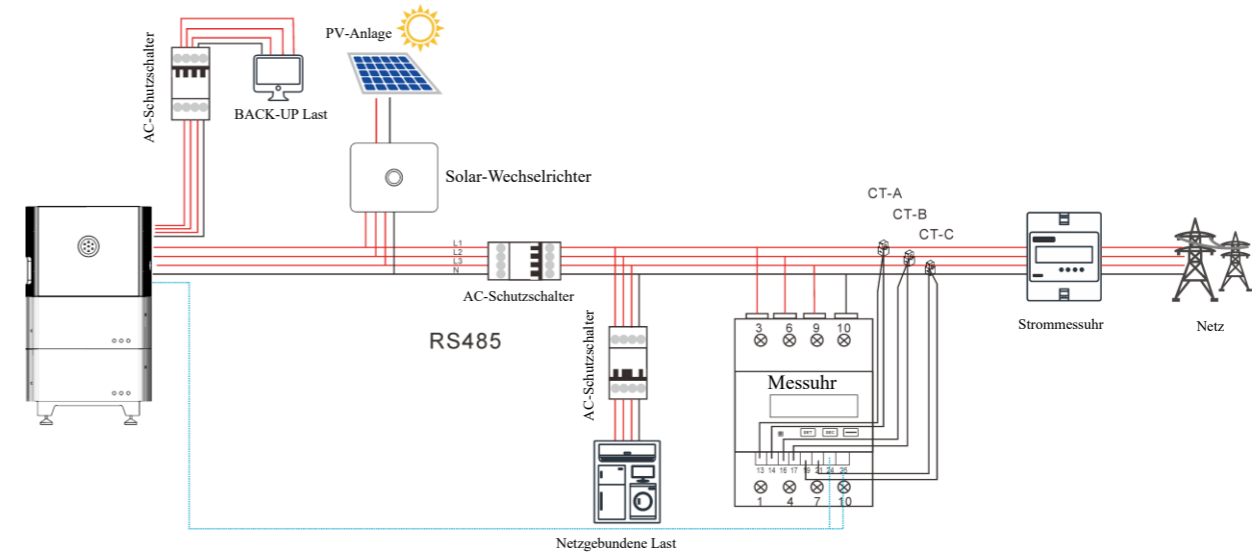 PV-Anlage
AC-Schutzschalter
BACK-UP Last
Solar-Wechselrichter
CT-A
CT-B
CT-C
L1
L2
L3
N
AC-Schutzschalter
Strommessuhr
Netz
RS485
AC-Schutzschalter
3 6 9 10
Messuhr
SET
13 14 16 17 19 21 24 25
1 4 7 10
Netzgebundene Last